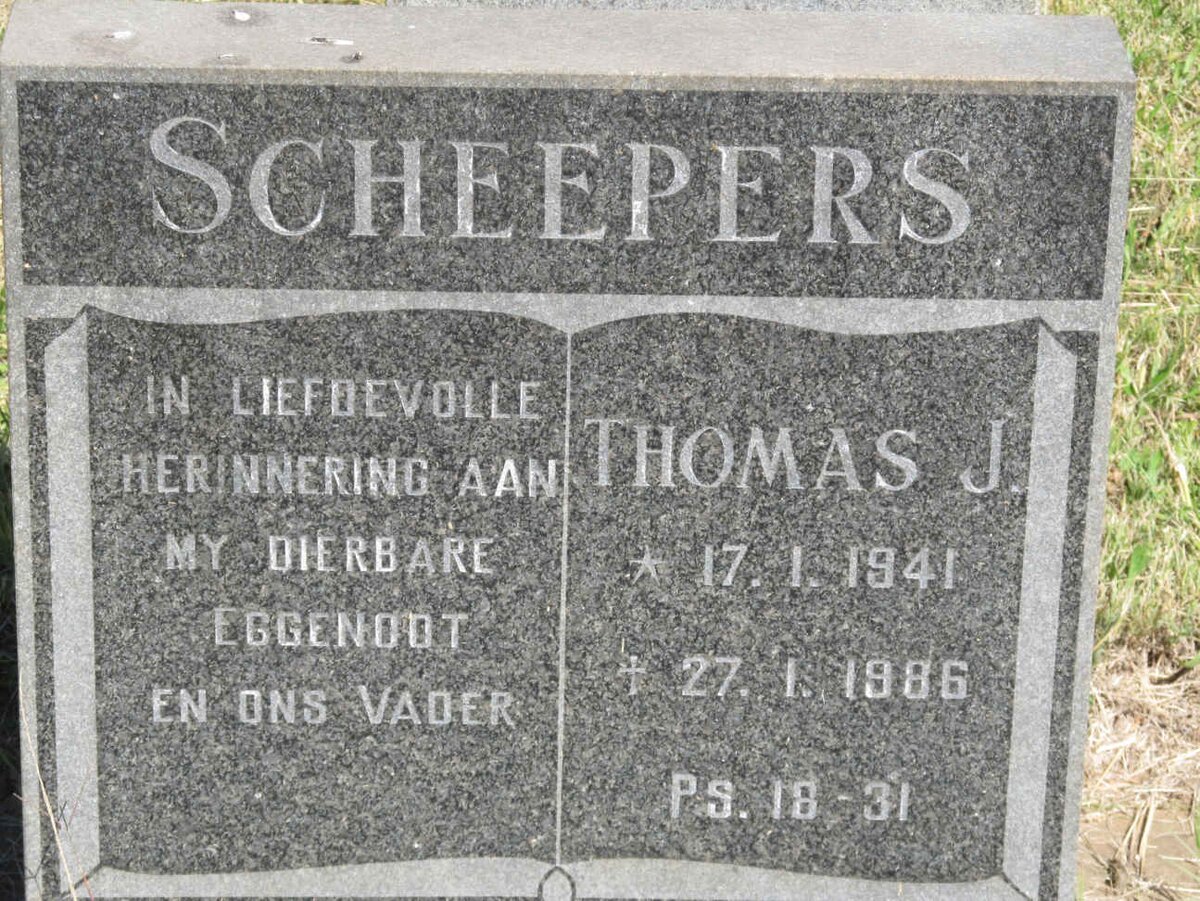 SCHEEPERS
IN LIEFDEVOLLE
HERINNERING AAN
MY DIERBARE
EGGENOOT
EN ONS VADER
THOMAS J.
* 17. 1. 1941
† 27. 1. 1986
PS. 18-31